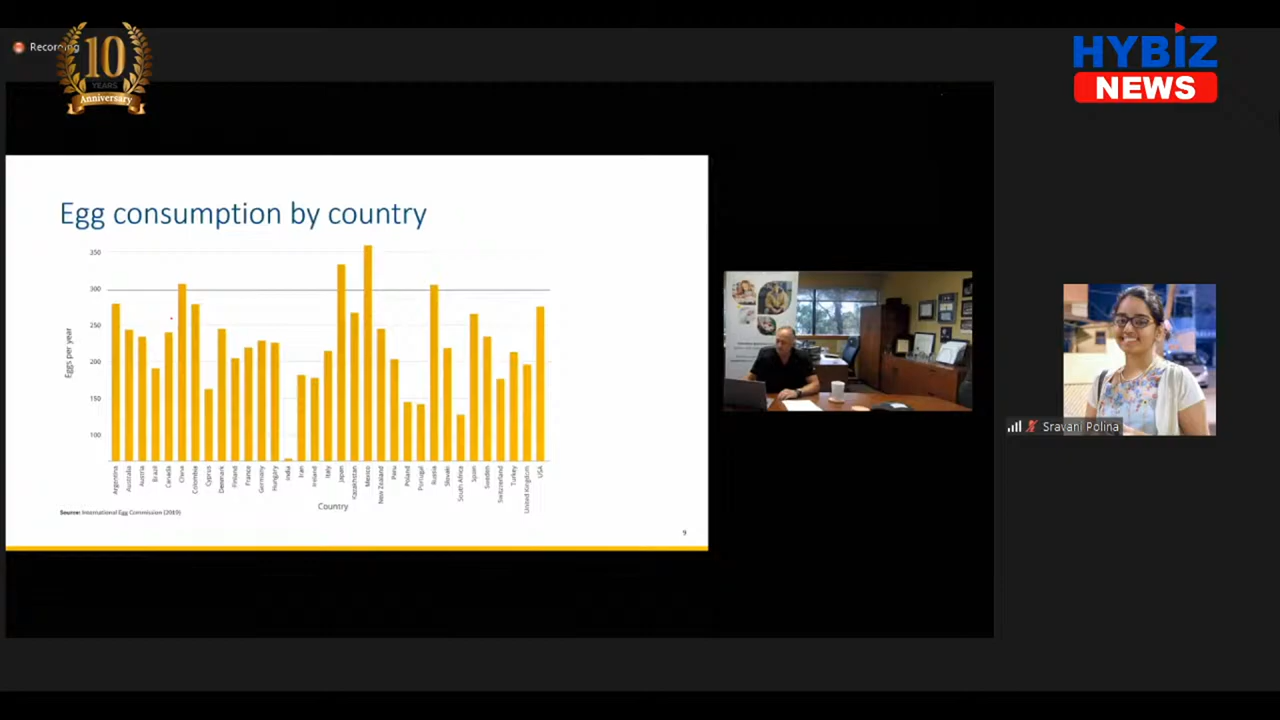 Recording
10
YEARS
Anniversary
HYBIZ
NEWS
Egg consumption by country
350
300
250
200
150
100
Eggs per year
Argentina
Australia
Austria
Brazil
Canada
China
Colombia
Cyprus
Denmark
Finland
France
Germany
Hungary
India
Iran
Ireland
Italy
Japan
Kazakhstan
Mexico
New Zealand
Peru
Poland
Portugal
Russia
Slovaki
South Africa
Spain
Sweden
Switzerland
Turkey
United Kingdom
USA
Country
Source: International Egg Commission (2019)
9
Sravani Polina